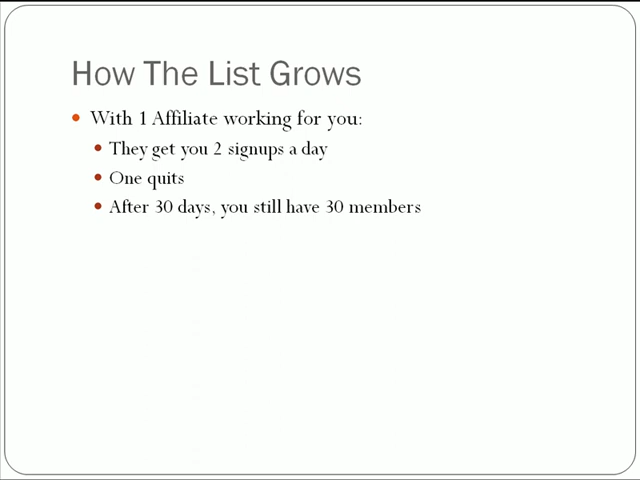 How The List Grows
With 1 Affiliate working for you:
They get you 2 signups a day
One quits
After 30 days, you still have 30 members